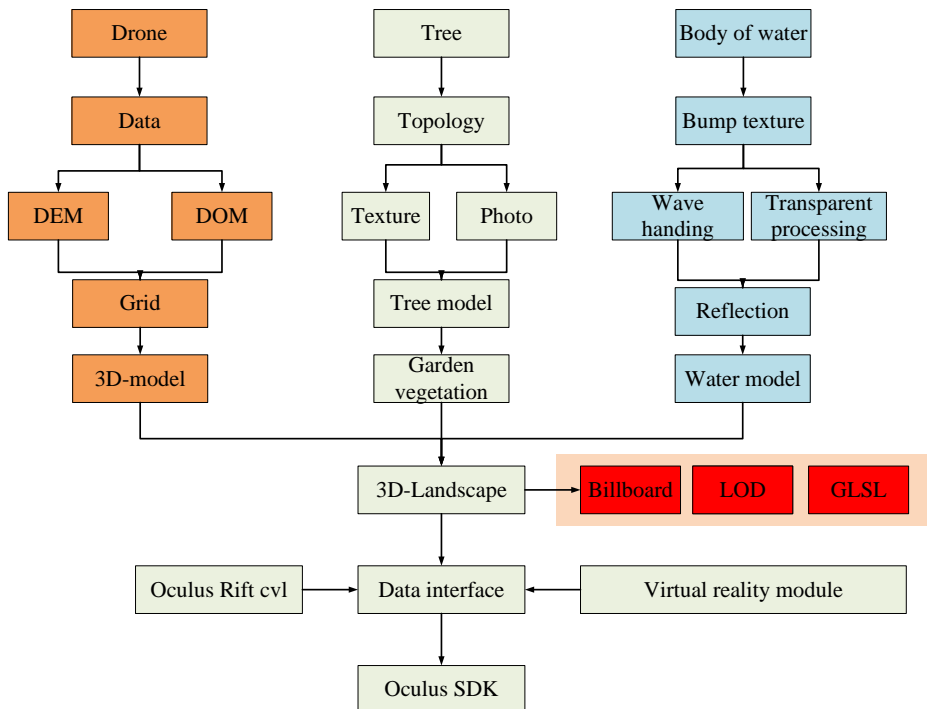 Drone
Tree
Body of water
Data
Topology
Bump texture
DEM
DOM
Texture
Photo
Wave
handing
Transparent
processing
Grid
Tree model
Reflection
3D-model
Garden
vegetation
Water model
3D-Landscape
Billboard
LOD
GLSL
Oculus Rift cvl
Data interface
Virtual reality module
Oculus SDK